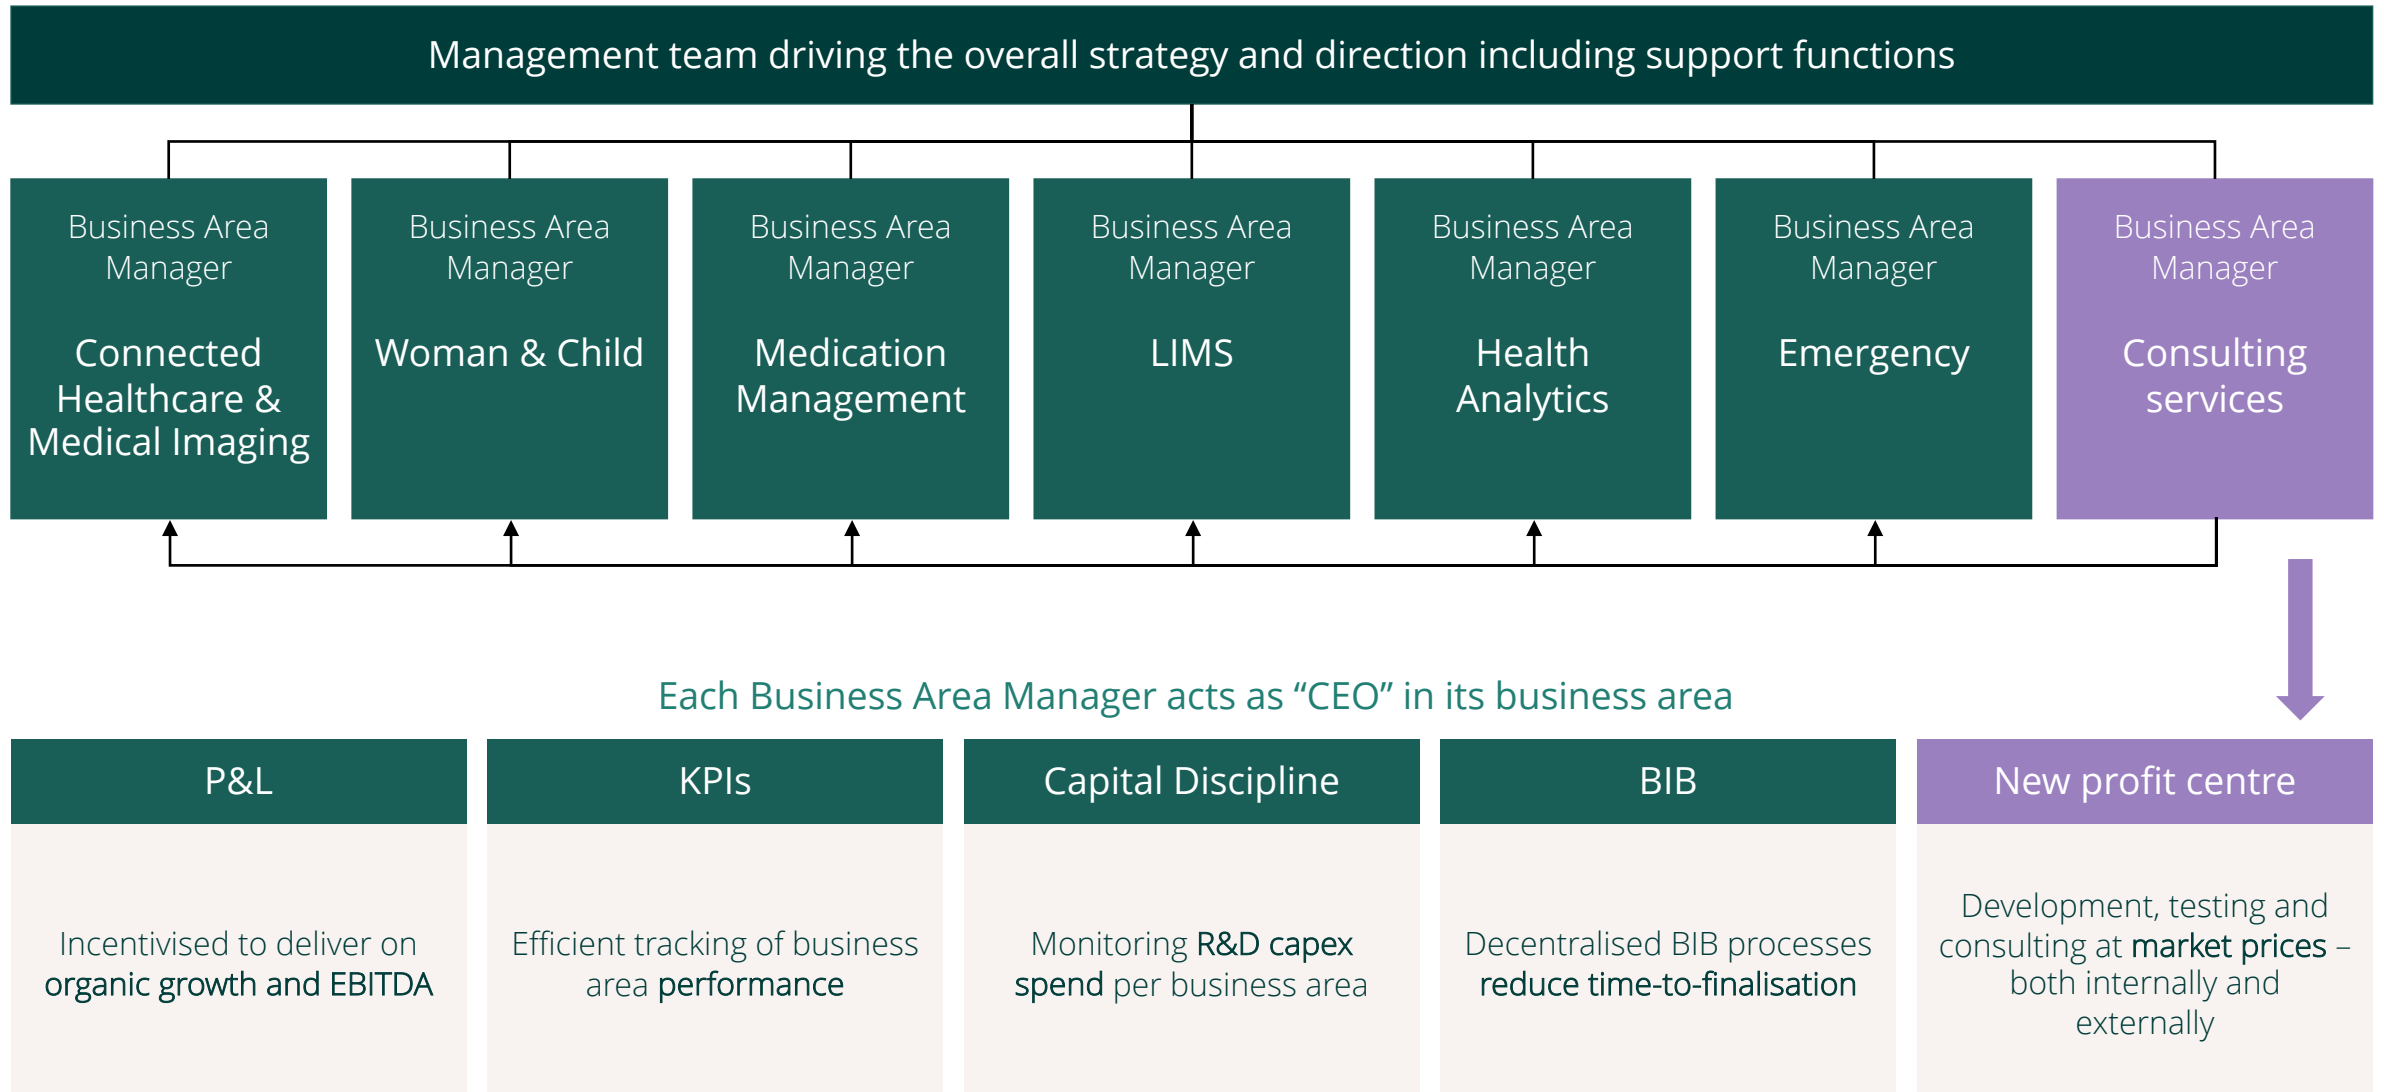 Management team driving the overall strategy and direction including support functions
Business Area
Manager
Connected
Healthcare &
Medical Imaging
Business Area
Manager
Woman & Child
Business Area
Manager
Medication
Management
Business Area
Manager
LIMS
Business Area
Manager
Health
Analytics
Business Area
Manager
Emergency
Business Area
Manager
Consulting
services
Each Business Area Manager acts as “CEO” in its business area
P&L
Incentivised to deliver on
organic growth and EBITDA
KPIs
Efficient tracking of business
area performance
Capital Discipline
Monitoring R&D capex
spend per business area
BIB
Decentralised BIB processes
reduce time-to-finalisation
New profit centre
Development, testing and
consulting at market prices –
both internally and
externally